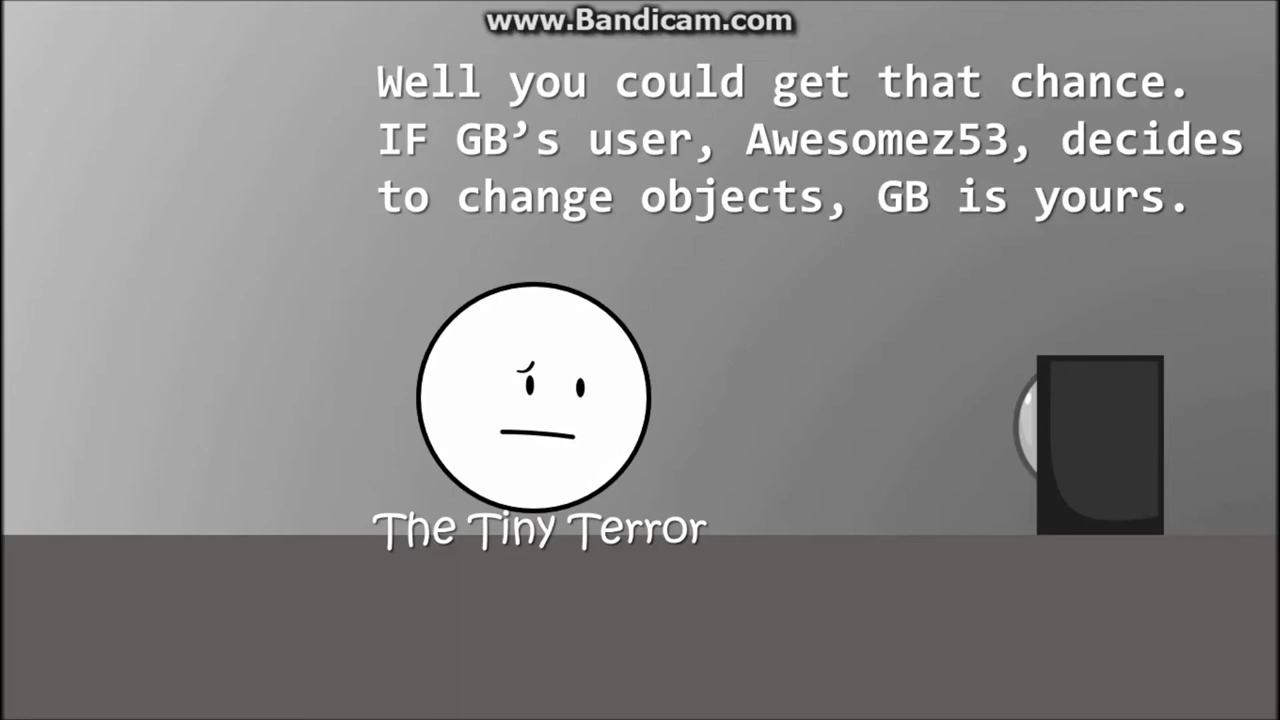 www.Bandicam.com
Well you could get that chance.
IF GB’s user, Awesomez53, decides
to change objects, GB is yours.
The Tiny Terror